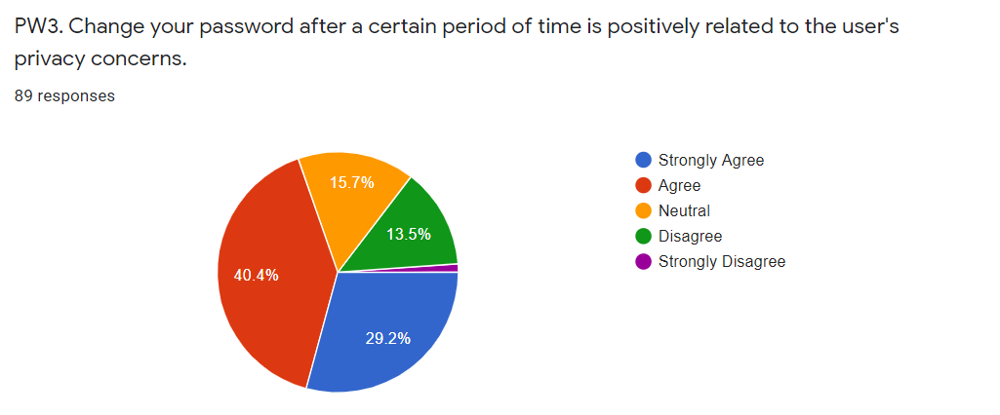 PW3. Change your password after a certain period of time is positively related to the user's
privacy concerns.
89 responses
15.7%
13.5%
40.4%
29.2%
Strongly Agree
Agree
Neutral
Disagree
Strongly Disagree